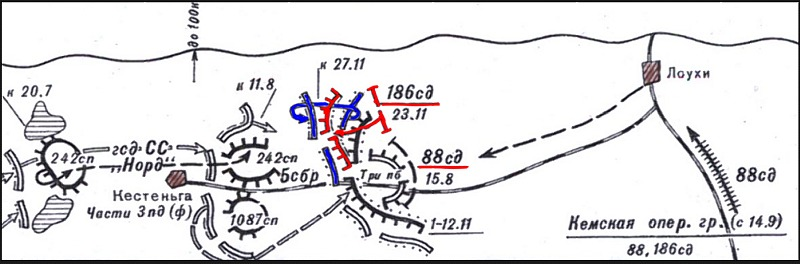 до 100к
к 27.11
к 11.8
к 20.7
186сд
23.11
Лоухи
гсд СС
"Норд"
242сп
242сп
88сд
15.8
5сбр
Три пб
Кестеньга
Части 3пд (ф)
1087сп
1-12.11
88сд
Кемская опер. гр. (с 14.9)
88, 186сд